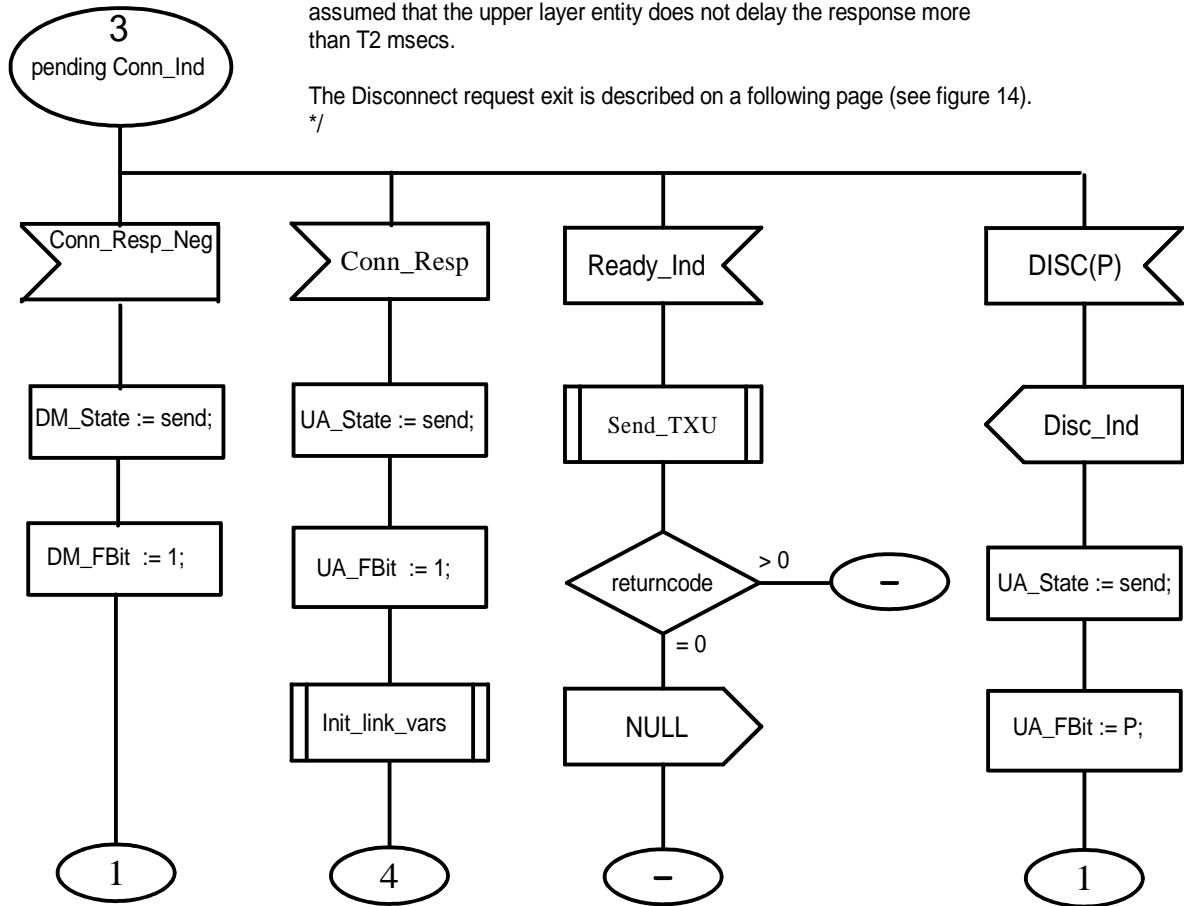 assumed that the upper layer entity does not delay the response more
than T2 msecs.
The Disconnect request exit is described on a following page (see figure 14).
*/
3
pending Conn_Ind
Conn_Resp_Neg
Conn_Resp
Ready_Ind
DISC(P)
DM_State := send;
UA_State := send;
Send_TXU
Disc_Ind
DM_FBit := 1;
UA_FBit := 1;
returncode
> 0
–
UA_State := send;
= 0
Init_link_vars
NULL
UA_FBit := P;
1
4
–
1